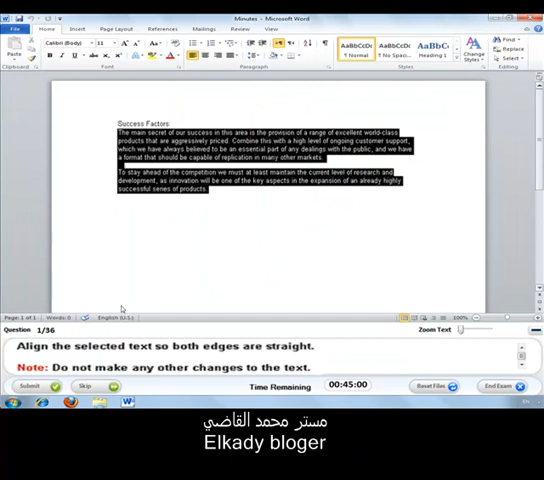 Minutes - Microsoft Word
File
Home
Insert
Page Layout
References
Mailings
Review
View
Paste
Calibri (Body)
11
AaBbCcDc
AaBbCcDc
AaBbC
¶ Normal
¶ No Spaci...
Heading 1
Change Styles
Find
Replace
Select
Clipboard
Font
Paragraph
Styles
Editing
Success Factors:
The main secret of our success in this area is the provision of a range of excellent world-class
products that are aggressively priced. Combine this with a high level of ongoing customer support,
which we have always believed to be an essential part of any dealings with the public, and we have
a format that should be capable of replication in many other markets.
To stay ahead of the competition we must at least maintain the current level of research and
development, as innovation will be one of the key aspects in the expansion of an already highly
successful series of products.
Page: 1 of 1
Words: 0
English (U.S.)
100%
Question 1/36
Zoom Text
Align the selected text so both edges are straight.
Note: Do not make any other changes to the text.
Submit
Skip
Time Remaining
00:45:00
Reset Files
End Exam
EN
مستر محمد القاضي
Elkady bloger